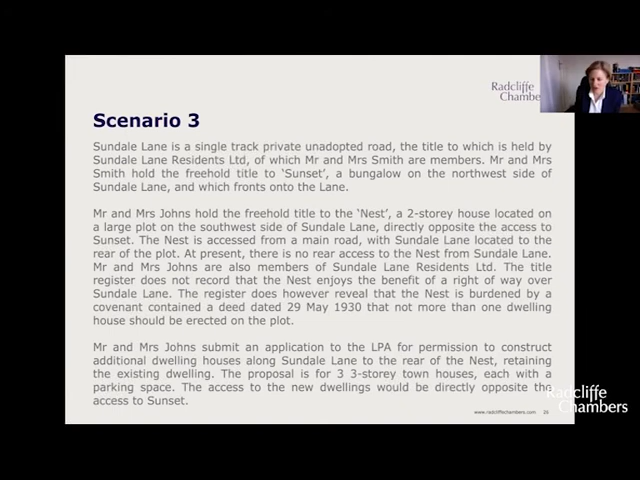 Radcliffe
Chambe
Scenario 3
Sundale Lane is a single track private unadopted road, the title to which is held by
Sundale Lane Residents Ltd, of which Mr and Mrs Smith are members. Mr and Mrs
Smith hold the freehold title to ‘Sunset’, a bungalow on the northwest side of
Sundale Lane, and which fronts onto the Lane.
Mr and Mrs Johns hold the freehold title to the ‘Nest’, a 2-storey house located on
a large plot on the southwest side of Sundale Lane, directly opposite the access to
Sunset. The Nest is accessed from a main road, with Sundale Lane located to the
rear of the plot. At present, there is no rear access to the Nest from Sundale Lane.
Mr and Mrs Johns are also members of Sundale Lane Residents Ltd. The title
register does not record that the Nest enjoys the benefit of a right of way over
Sundale Lane. The register does however reveal that the Nest is burdened by a
covenant contained a deed dated 29 May 1930 that not more than one dwelling
house should be erected on the plot.
Mr and Mrs Johns submit an application to the LPA for permission to construct
additional dwelling houses along Sundale Lane to the rear of the Nest, retaining
the existing dwelling. The proposal is for 3 3-storey town houses, each with a
parking space. The access to the new dwellings would be directly opposite the
access to Sunset.
Radcliffe
Chambers
www.radcliffechambers.com 26